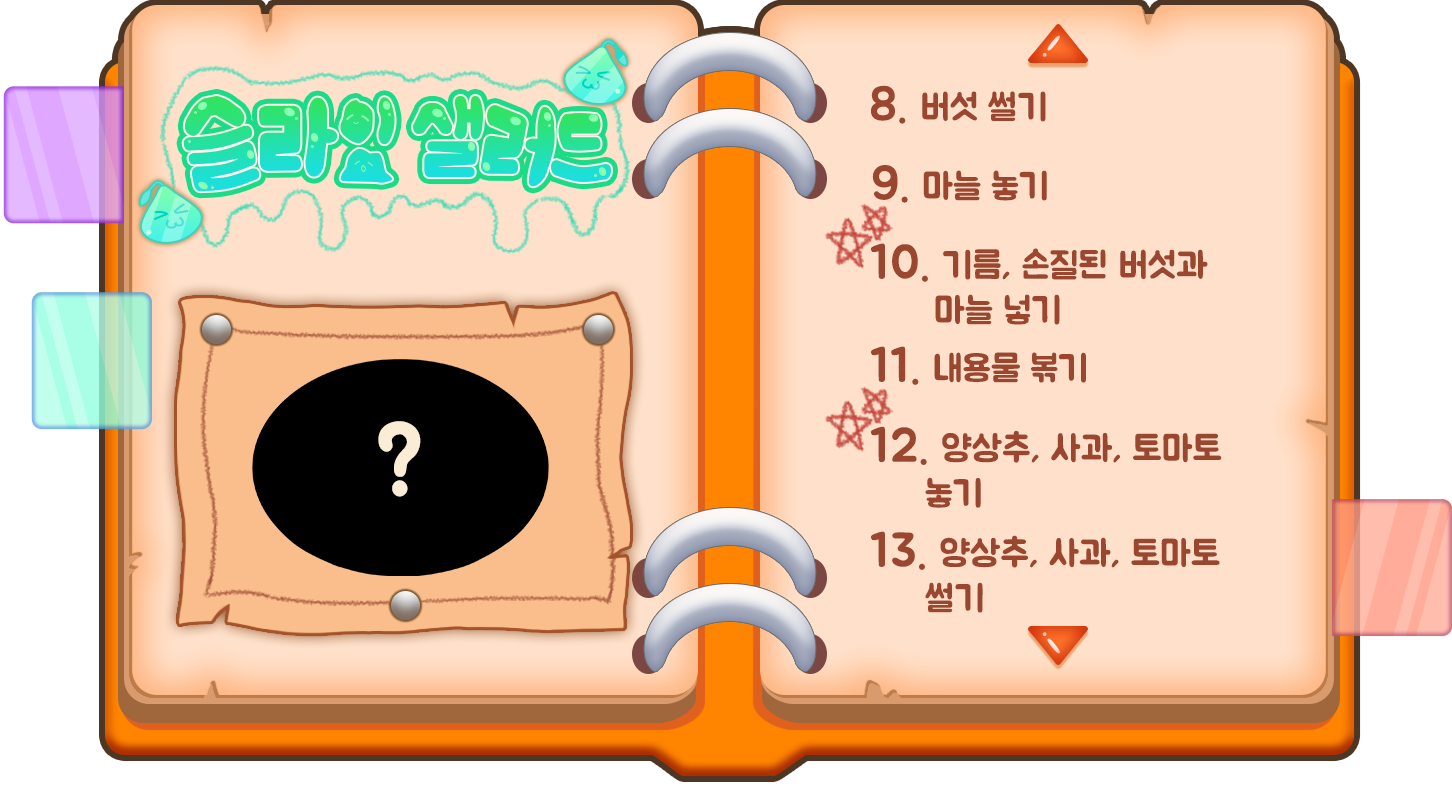 슬라임 샐러드
?
8. 버섯 썰기
9. 마늘 놓기
10. 기름, 손질된 버섯과
마늘 넣기
11. 내용물 볶기
12. 양상추, 사과, 토마토
놓기
13. 양상추, 사과, 토마토
썰기